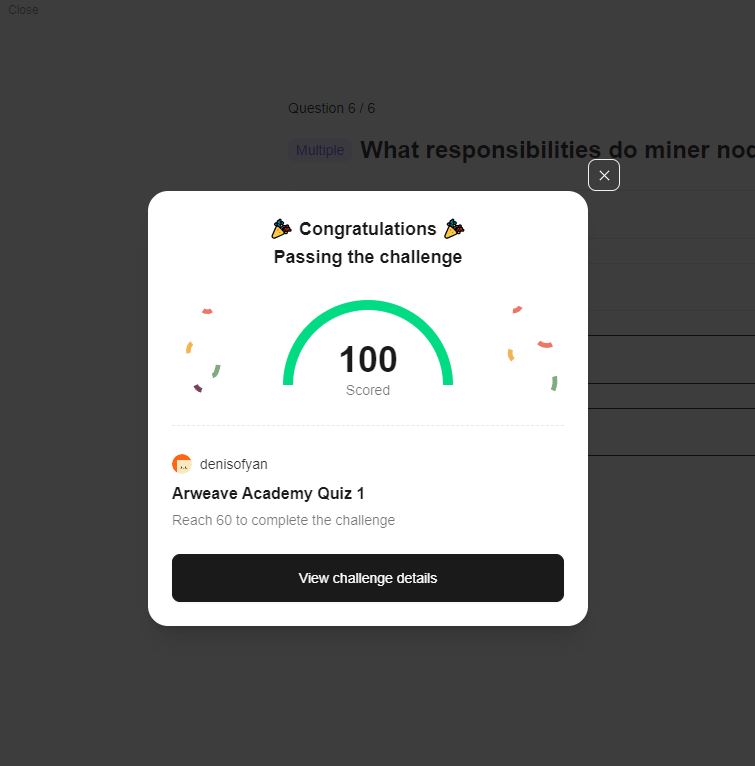 Close
Question 6 / 6
Multiple What responsibilities do miner
Congratulations
Passing the challenge
100
Scored
denisofyan
Arweave Academy Quiz 1
Reach 60 to complete the challenge
View challenge details